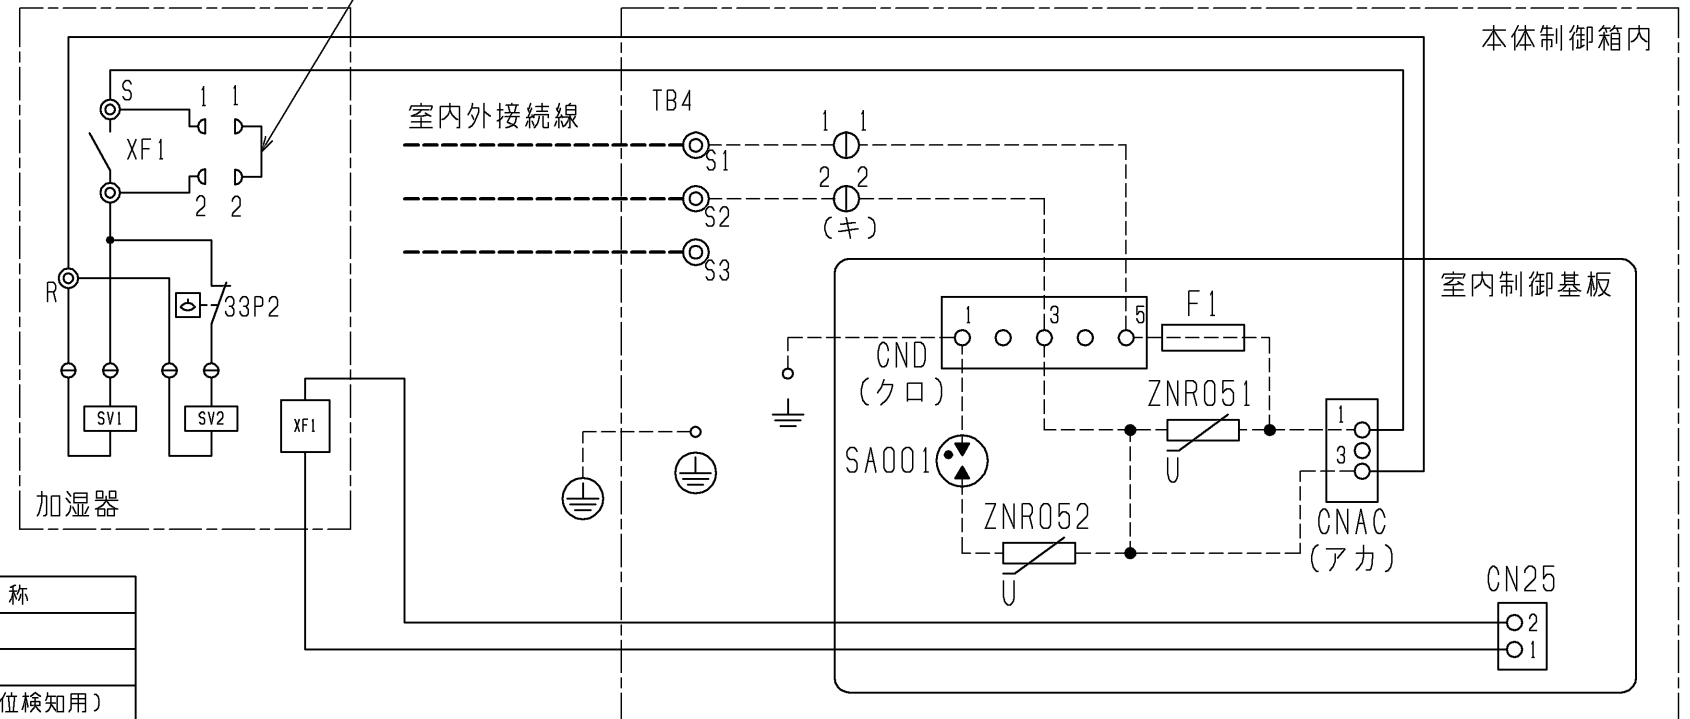 本体制御箱内
S
1 1
XF1
2 2
室内外接続線
TB4
S1
1 1
S2
2 2
(キ)
S3
R
33P2
室内制御基板
1 3 5
F1
CND
(クロ)
ZNR051
U
SV1
SV2
XF1
SA001
1
3
CNAC
(アカ)
ZNR052
U
加湿器
CN25
2
1
称
位検知用)